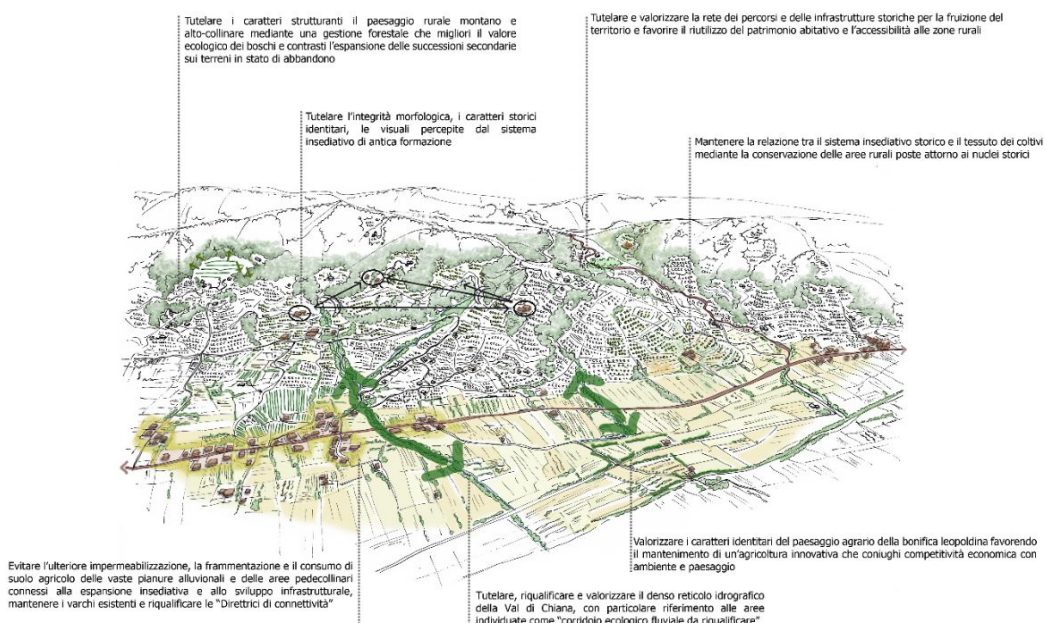 Tutelare i caratteri strutturanti il paesaggio rurale montano e
alto-collinare mediante una gestione forestale che migliori il valore
ecologico dei boschi e contrasti l'espansione delle successioni secondarie
sui terreni in stato di abbandono
Tutelare e valorizzare la rete dei percorsi e delle infrastrutture storiche per la fruizione del
territorio e favorire il riutilizzo del patrimonio abitativo e l'accessibilità alle zone rurali
Tutelare l'integrità morfologica, i caratteri storici
identitari, le visuali percepite dal sistema
insediativo di antica formazione
Mantenere la relazione tra il sistema insediativo storico e il tessuto dei coltivi
mediante la conservazione delle aree rurali poste attorno ai nuclei storici
Evitare l'ulteriore impermeabilizzazione, la frammentazione e il consumo di
suolo agricolo delle vaste pianure alluvionali e delle aree pedecollinari
connessi alla espansione insediativa e allo sviluppo infrastrutturale,
mantenere i varchi esistenti e riqualificare le "Direttrici di connettività"
Valorizzare i caratteri identitari del paesaggio agrario della bonifica leopoldina favorendo
il mantenimento di un'agricoltura innovativa che coniughi competitività economica con
ambiente e paesaggio
Tutelare, riqualificare e valorizzare il denso reticolo idrografico
della Val di Chiana, con particolare riferimento alle aree
individuate come "corridoio ecologico fluviale da riqualificare"